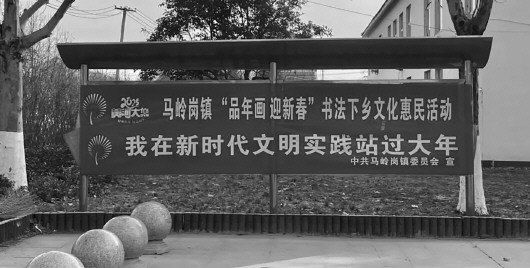 马岭岗镇“品年画 迎新春”书法下乡文化惠民活动
我在新时代文明实践站过大年
中共马岭岗镇委员会 宣